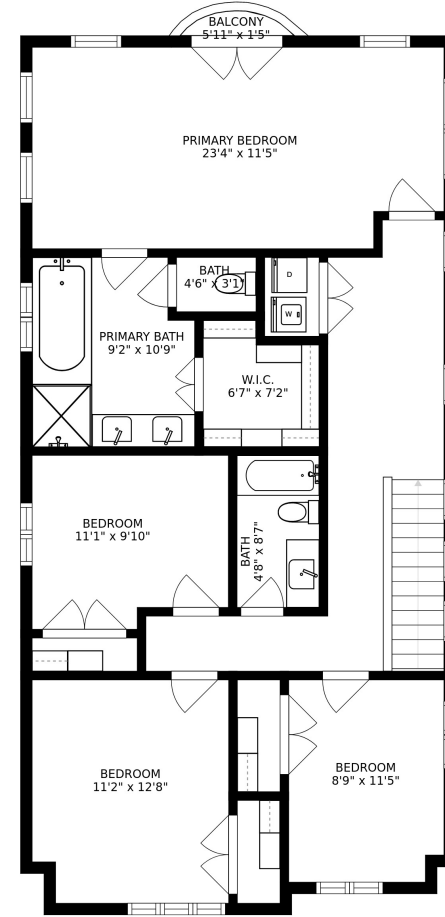 BALCONY
5'11" x 1'5"
PRIMARY BEDROOM
23'4" x 11'5"
BATH
4'6" x 3'1"
D
W
PRIMARY BATH
9'2" x 10'9"
W.I.C.
6'7" x 7'2"
BEDROOM
11'1" x 9'10"
BATH
4'8" x 8'7"
BEDROOM
11'2" x 12'8"
BEDROOM
8'9" x 11'5"